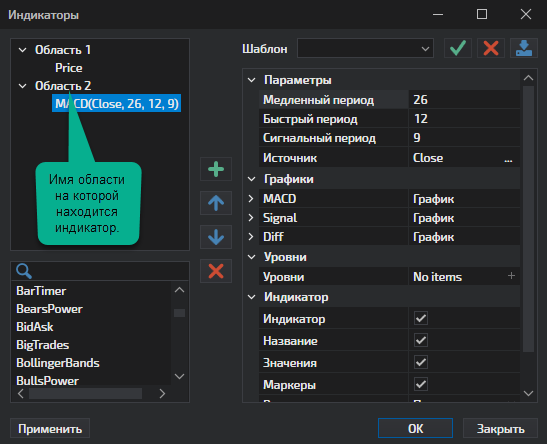 Индикаторы
Область 1
Price
Область 2
MACD(Close, 26, 12, 9)
Имя области
на которой
находится
индикатор.
BarTimer
BearsPower
BidAsk
BigTrades
BollingerBands
BullsPower
Шаблон
Параметры
Медленный период 26
Быстрый период 12
Сигнальный период 9
Источник Close ...
Графики
MACD График
Signal График
Diff График
Уровни
Уровни No items +
Индикатор
Индикатор
Название
Значения
Маркеры
Применить
OK
Закрыть